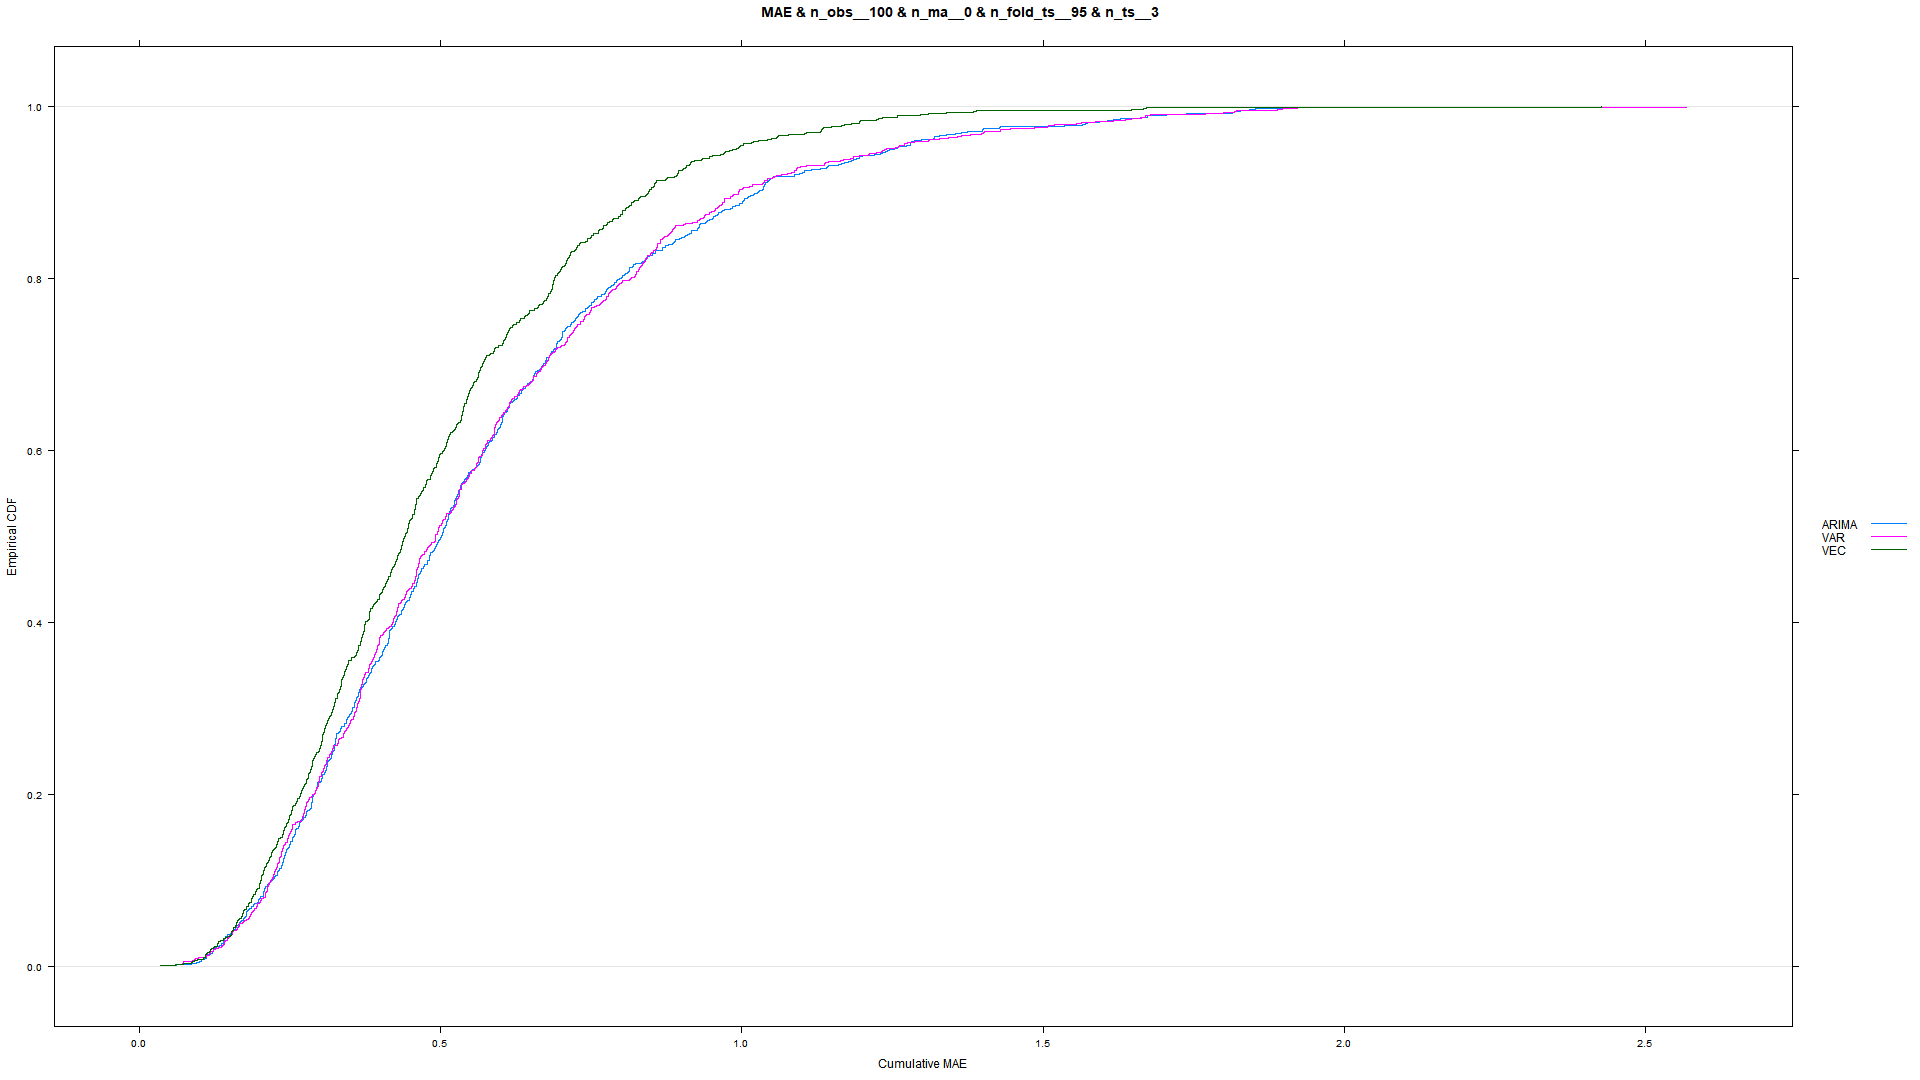 MAE & n_obs__100 & n_ma__0 & n_fold_ts__95 & n_ts__3
1.0
0.8
0.6
0.4
0.2
0.0
Empirical CDF
0.0 0.5 1.0 1.5 2.0 2.5
Cumulative MAE
ARIMA
VAR
VEC